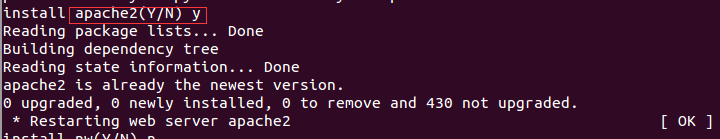 install apache2(Y/N) y
Reading package lists... Done
Building dependency tree
Reading state information... Done
apache2 is already the newest version.
0 upgraded, 0 newly installed, 0 to remove and 430 not upgraded.
* Restarting web server apache2 [ OK ]
install pw(Y/N) n